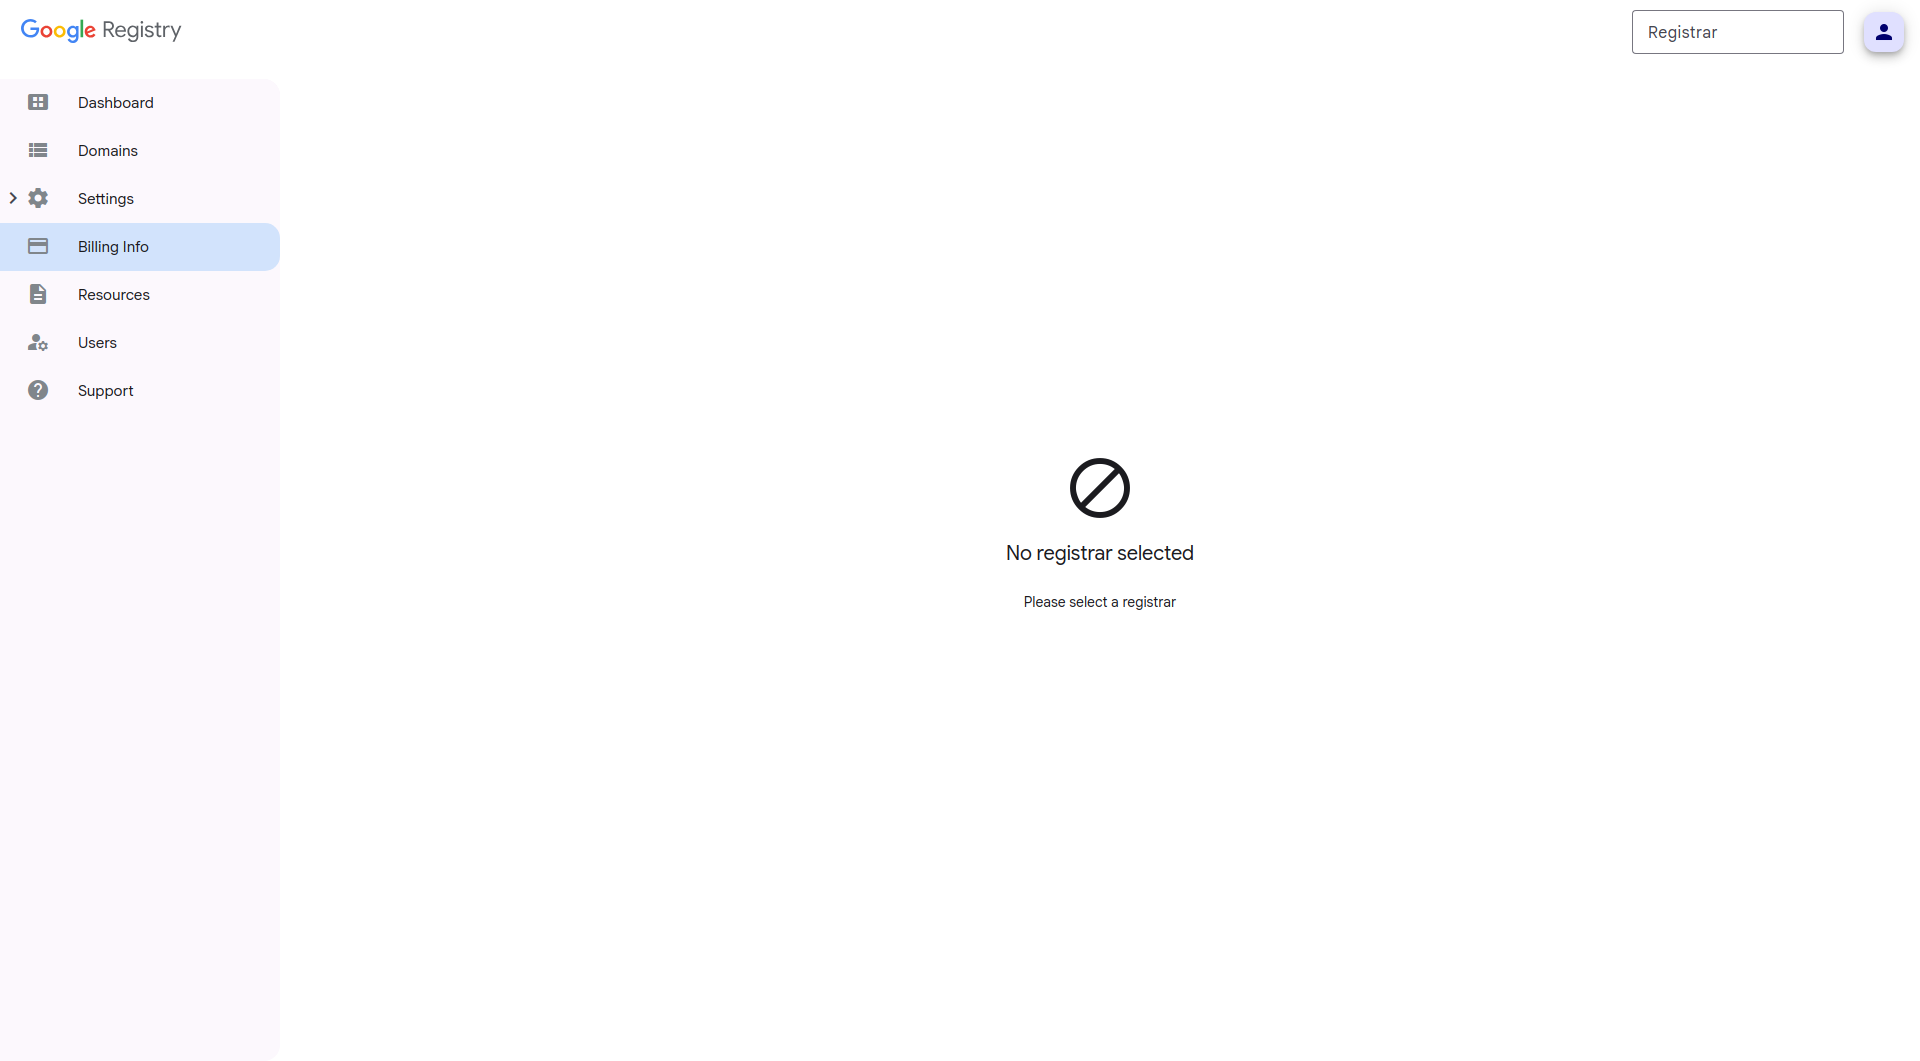 Google Registry
Registrar
Dashboard
Domains
Settings
Billing Info
Resources
Users
Support
No registrar selected
Please select a registrar